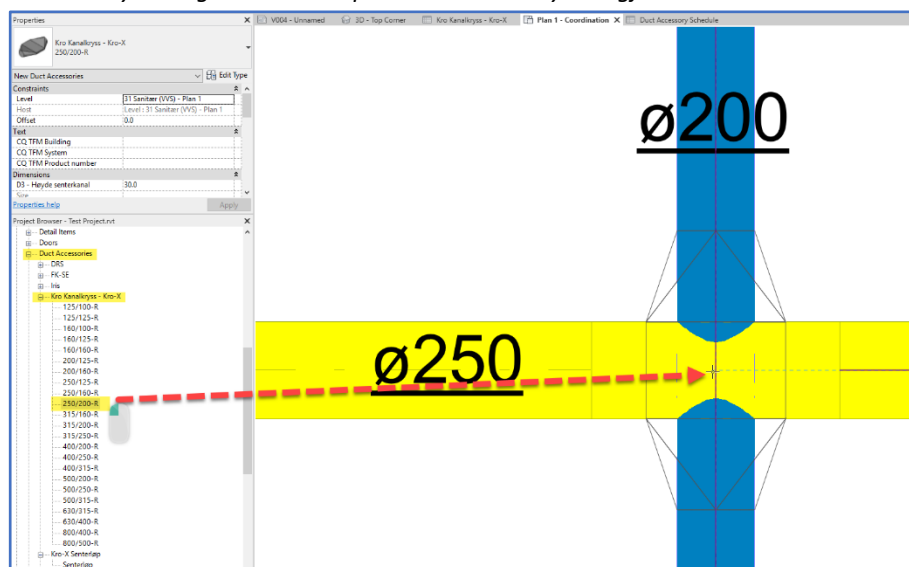 Properties
Kro Kanalkryss - Kro-X
250/200-R
New Duct Accessories
Edit Type
Constraints
Level 31 Sanitær (VVS) - Plan 1
Host Level : 31 Sanitær (VVS) - Plan 1
Offset 0.0
Text
CQ TFM Building
CQ TFM System
CQ TFM Product number
Dimensions
D3 - Høyde senterkanal 30.0
Size
Properties help
Apply
Project Browser - Test Project.rvt
Detail Items
Doors
Duct Accessories
DRS
FK-SE
Iris
Kro Kanalkryss - Kro-X
125/100-R
125/125-R
160/100-R
160/125-R
160/160-R
200/125-R
200/160-R
250/125-R
250/160-R
250/200-R
315/160-R
315/200-R
315/250-R
400/200-R
400/250-R
400/315-R
500/200-R
500/250-R
500/315-R
630/315-R
630/400-R
800/400-R
800/500-R
Kro-X Senterløp
Senterløp
V004 - Unnamed
3D - Top Corner
Kro Kanalkryss - Kro-X
Plan 1 - Coordination
Duct Accessory Schedule
ø200
ø250